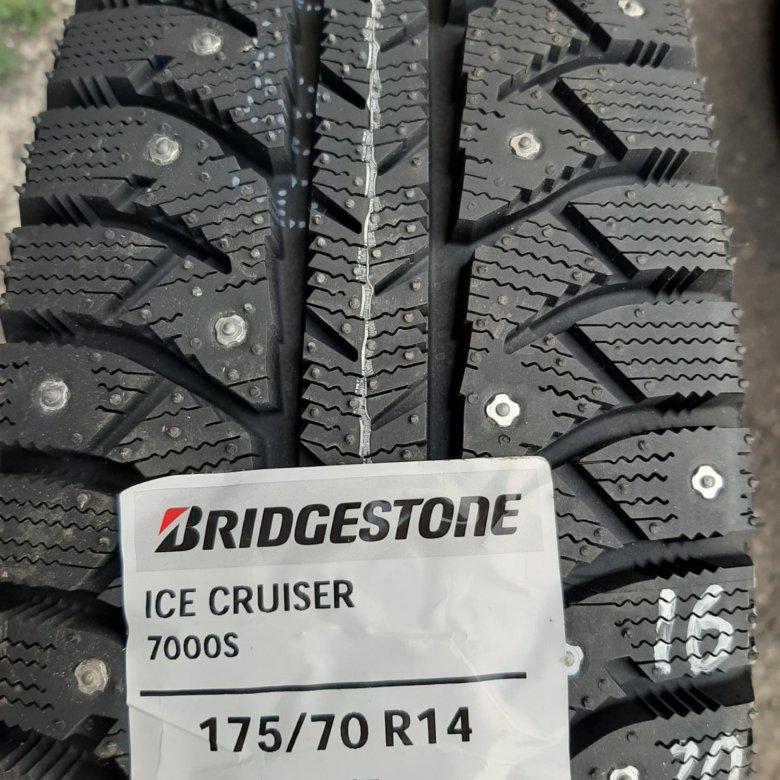 BRIDGESTONE
ICE CRUISER
7000S
175/70 R14
16